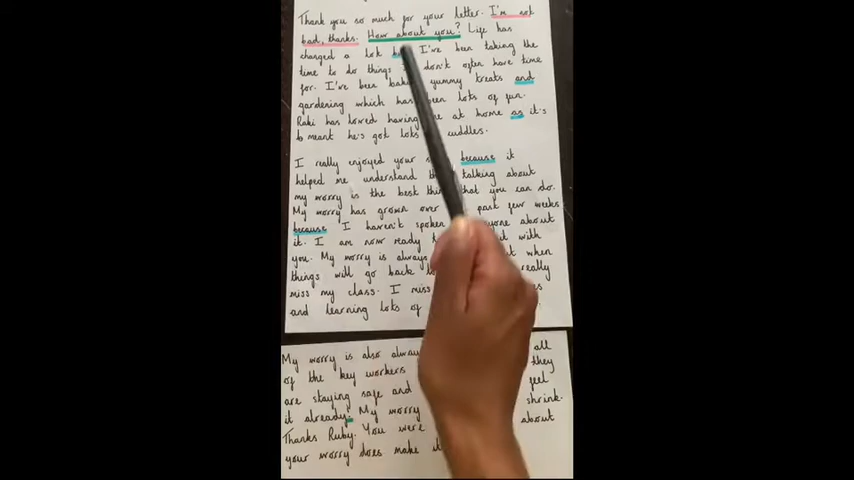 Thank you so much for your letter. I'm not
bad, thanks. How about you? Life has
changed a lot I've been taking the
time to do things don't often have time
for. I've been baking yummy treats and
gardening which has been lots of fun.
Raki has loved having me at home as it's
meant he's got lots cuddles.
I really enjoyed your because it
helped me understand talking about
my worry is the best that you can do.
My worry has grown over past few weeks
because I haven't spoken about
it. I am now ready with
you. My worry is always when
things will go back really
miss my class. I miss
and learning lots of
My worry is also all
of the key workers they
are staying safe and feel
it already. My worry shrink.
Thanks Ruby. You were about
your worry does make